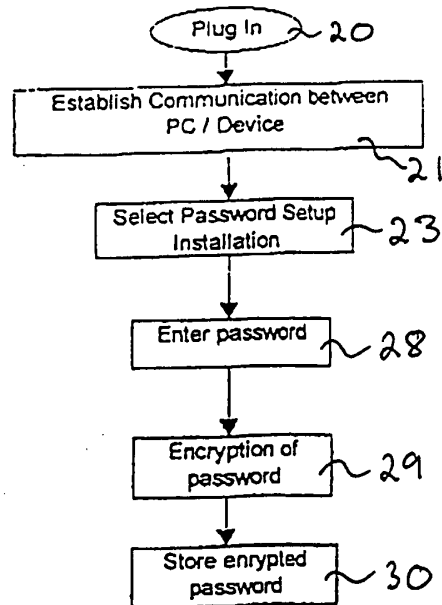 Plug In 20
Establish Communication between
PC / Device
21
Select Password Setup
Installation 23
Enter password 28
Encryption of
password 29
Store enrypted
password 30